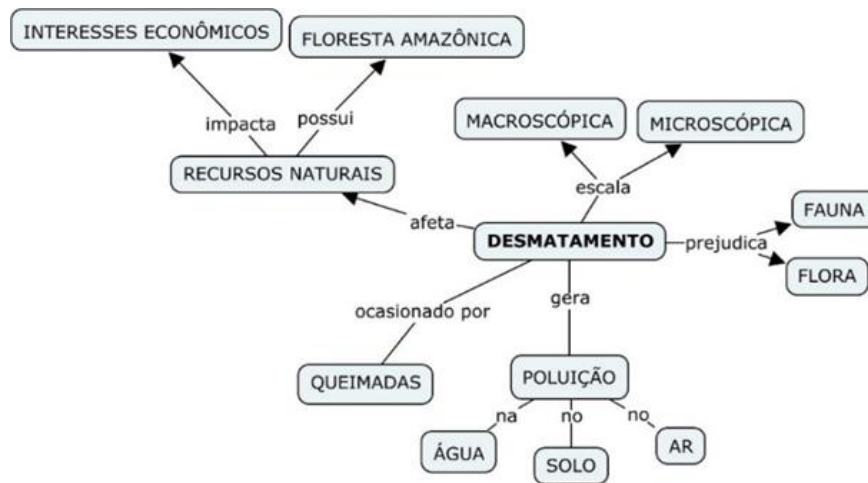 INTERESSES ECONÔMICOS
FLORESTA AMAZÔNICA
impacta
possui
MACROSCÓPICA
MICROSCÓPICA
RECURSOS NATURAIS
escala
afeta
FAUNA
DESMATAMENTO
prejudica
FLORA
ocasionado por
gera
QUEIMADAS
POLUIÇÃO
na
no
no
ÁGUA
SOLO
AR